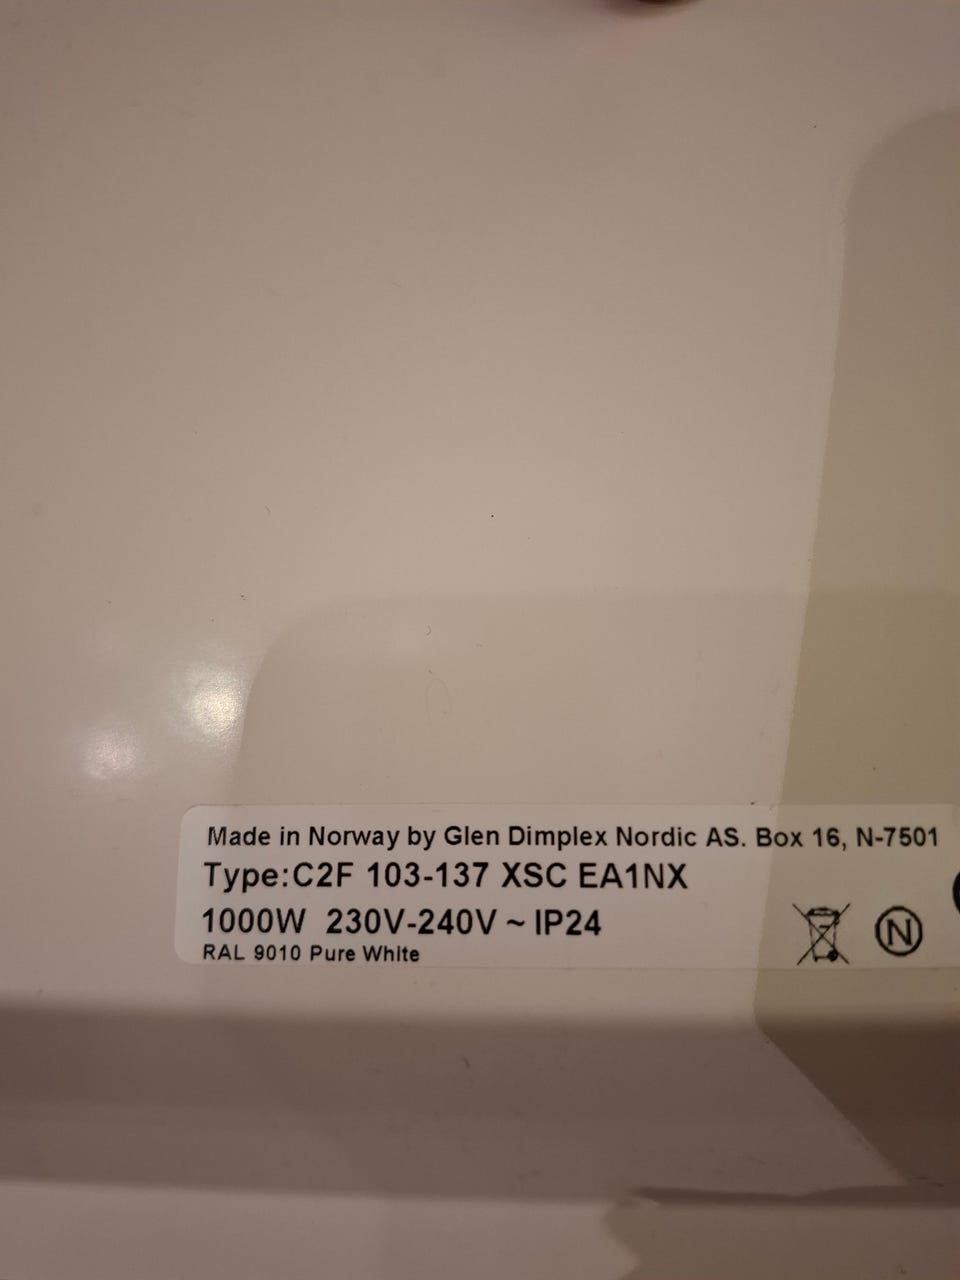 Made in Norway by Glen Dimplex Nordic AS. Box 16, N-7501
Type:C2F 103-137 XSC EA1NX
1000W 230V-240V ~ IP24
RAL 9010 Pure White
N